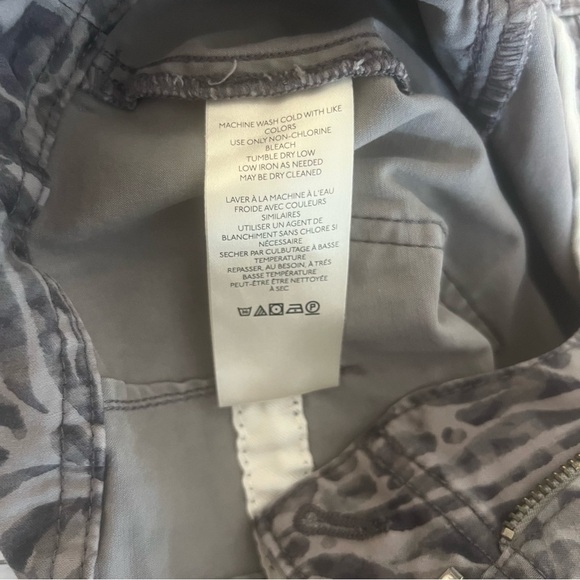 MACHINE WASH COLD WITH LIKE
COLORS
USE ONLY NON-CHLORINE
BLEACH
TUMBLE DRY LOW
LOW IRON AS NEEDED
MAY BE DRY CLEANED
LAVER À LA MACHINE À L'EAU
FROIDE AVEC COULEURS
SIMILAIRES
UTILISER UN AGENT DE
BLANCHIMENT SANS CHLORE SI
NÉCESSAIRE
SECHER PAR CULBUTAGE À BASSE
TEMPERATURE
REPASSER, AU BESOIN, À TRÈS
BASSE TEMPÉRATURE
PEUT-ÊTRE ÊTRE NETTOYÉE
À SEC